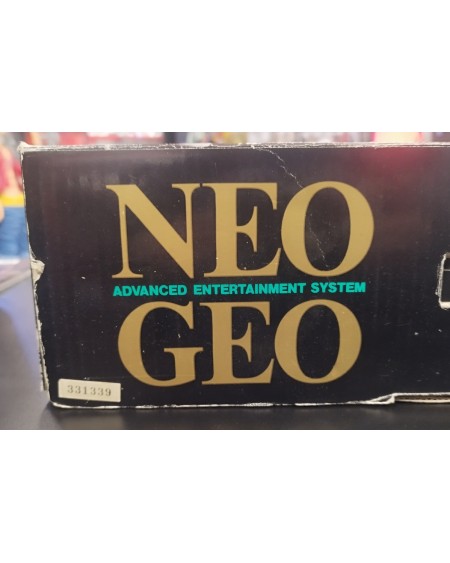 NEO
ADVANCED ENTERTAINMENT SYSTEM
GEO
331339